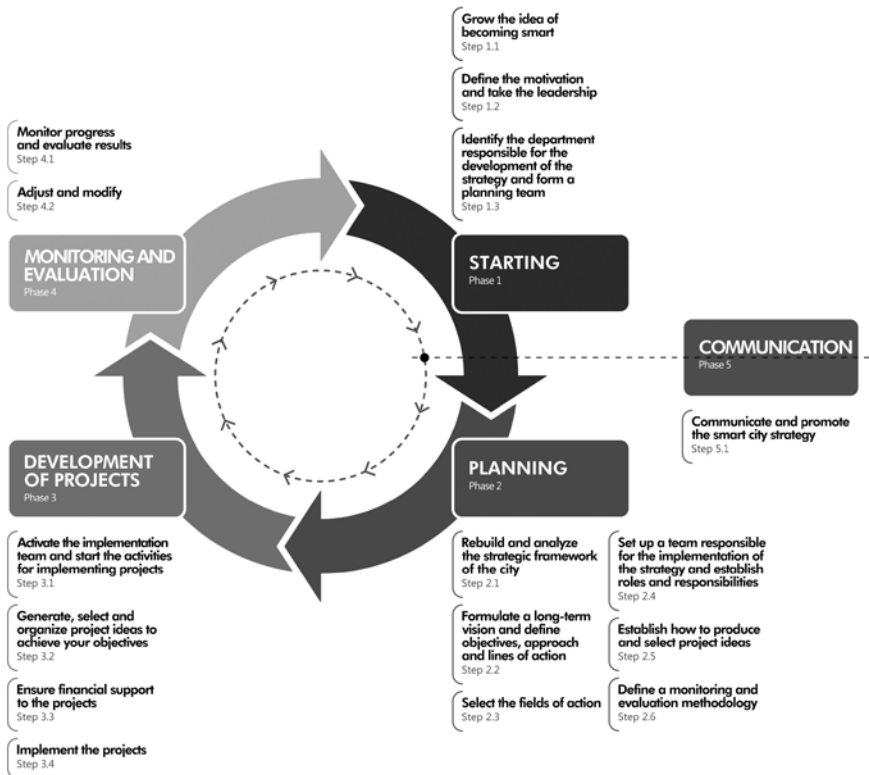 Grow the idea of
becoming smart
Step 1.1
Define the motivation
and take the leadership
Step 1.2
Identify the department
responsible for the
development of the
strategy and form a
planning team
Step 1.3
STARTING
Phase 1
COMMUNICATION
Phase 5
Communicate and promote
the smart city strategy
Step 5.1
PLANNING
Phase 2
Rebuild and analyze
the strategic framework
of the city
Step 2.1
Formulate a long-term
vision and define
objectives, approach
and lines of action
Step 2.2
Select the fields of action
Step 2.3
Set up a team responsible
for the implementation of
the strategy and establish
roles and responsibilities
Step 2.4
Establish how to produce
and select project ideas
Step 2.5
Define a monitoring and
evaluation methodology
Step 2.6
DEVELOPMENT
OF PROJECTS
Phase 3
Activate the implementation
team and start the activities
for implementing projects
Step 3.1
Generate, select and
organize project ideas to
achieve your objectives
Step 3.2
Ensure financial support
to the projects
Step 3.3
Implement the projects
Step 3.4
Monitor progress
and evaluate results
Step 4.1
Adjust and modify
Step 4.2
MONITORING AND
EVALUATION
Phase 4